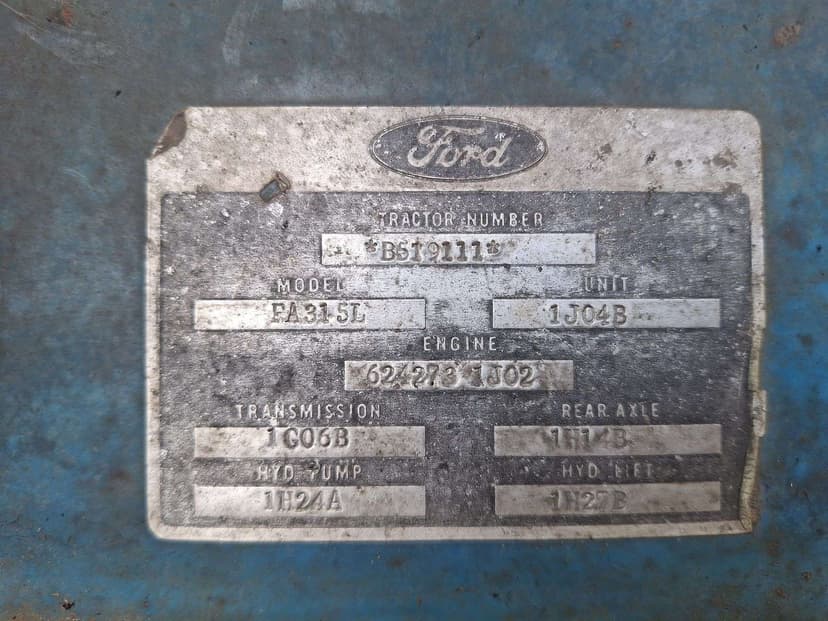 Ford
TRACTOR NUMBER
*B519111*
MODEL UNIT
FA315L 1J04B
ENGINE
624273 1J02
TRANSMISSION REAR AXLE
1G06B 1H14B
HYD PUMP HYD LIFT
1H24A 1H27B